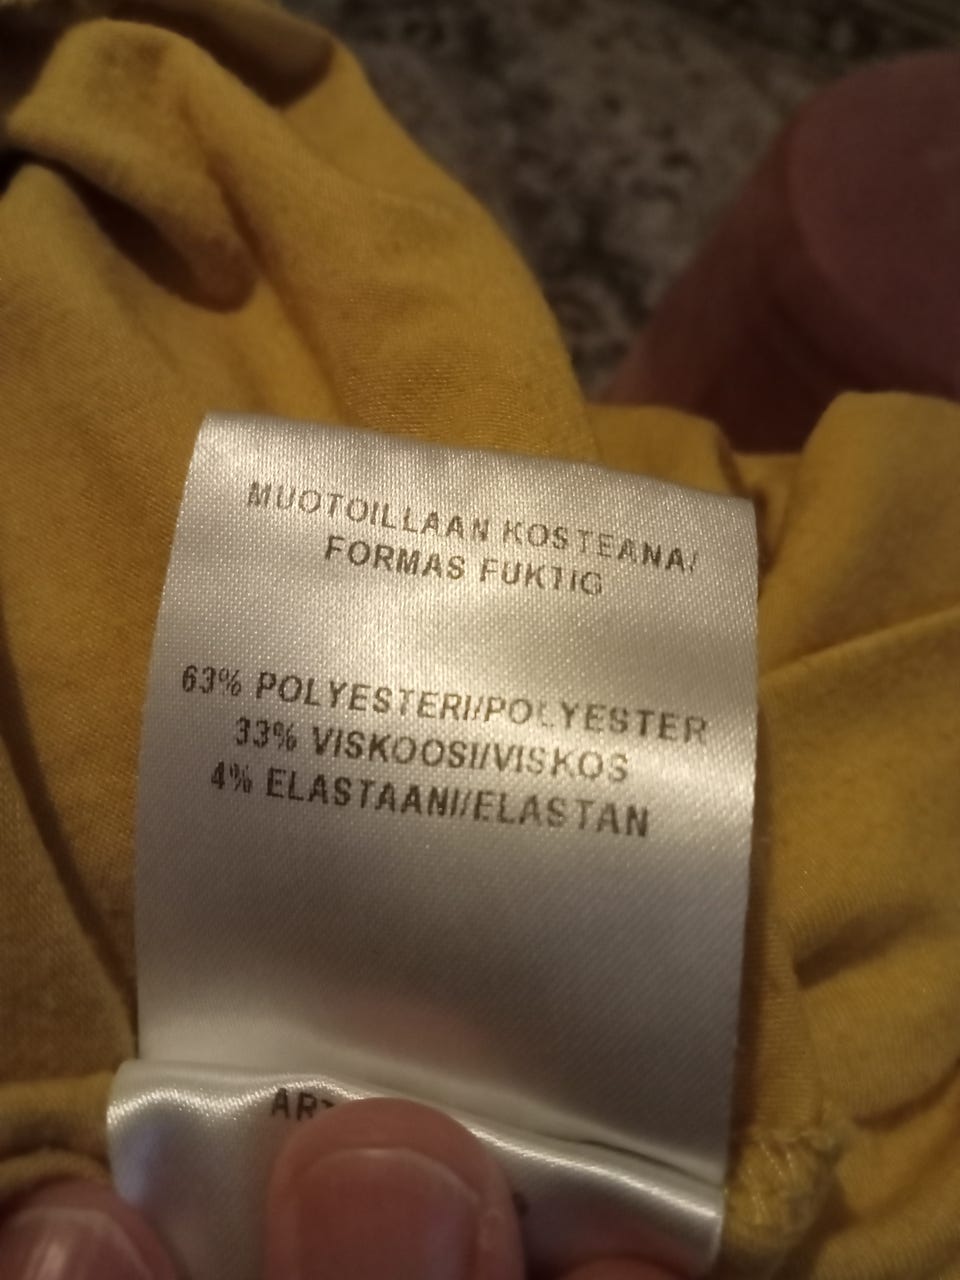 MUOTOILLAAN KOSTEANA/
FORMAS FUKTIG
63% POLYESTERI//POLYESTER
33% VISKOOSI//VISKOS
4% ELASTAANI//ELASTAN